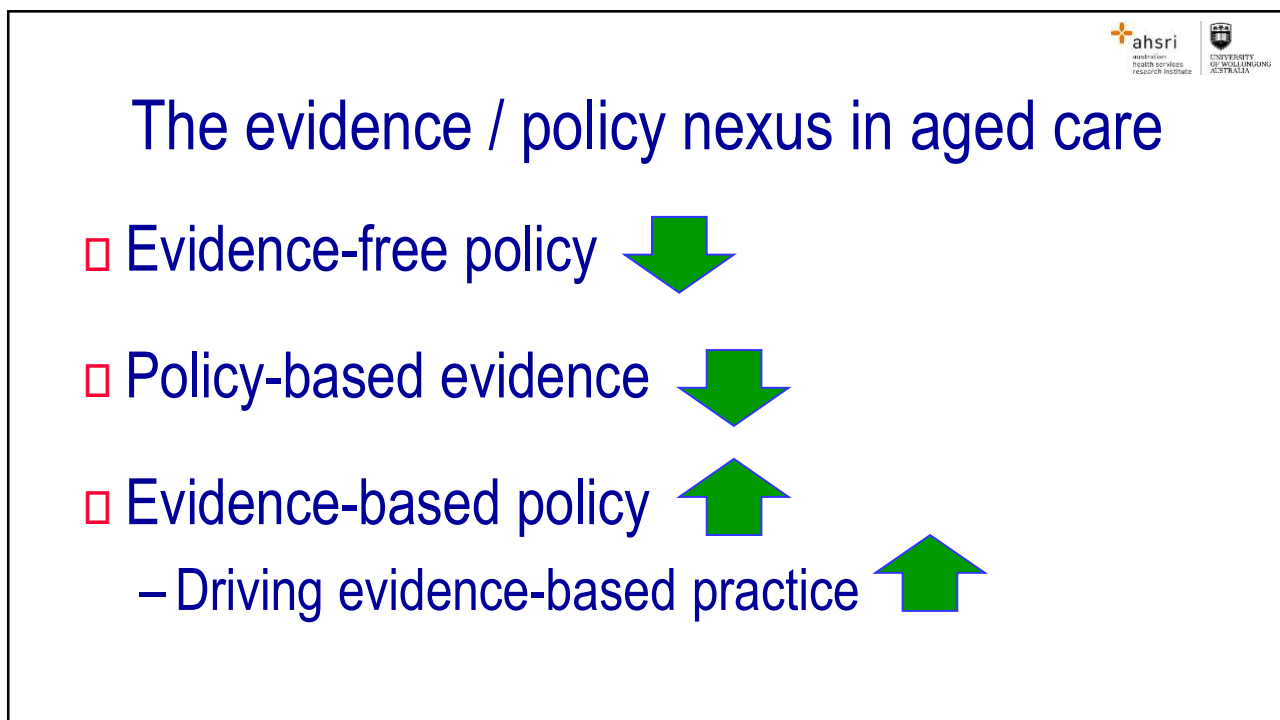 ahsri
australian
health services
research institute
UNIVERSITY
OF WOLLONGONG
AUSTRALIA
The evidence / policy nexus in aged care
Evidence-free policy
Policy-based evidence
Evidence-based policy
– Driving evidence-based practice